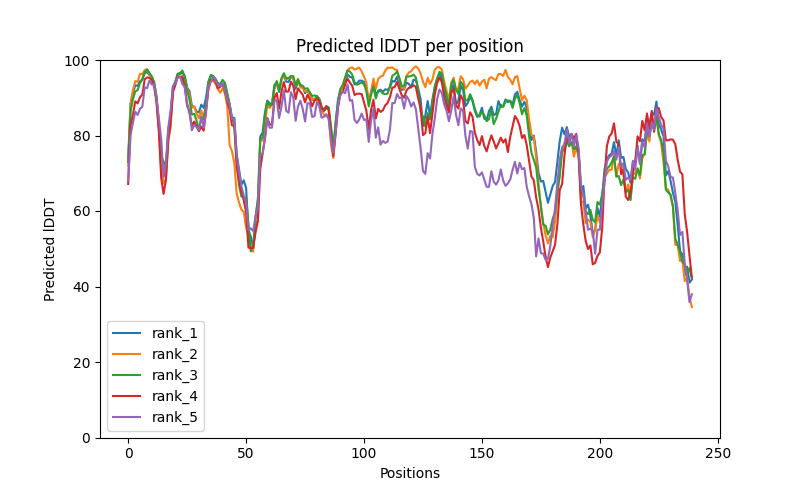 Predicted lDDT per position
100
80
60
40
20
0
Predicted lDDT
rank_1
rank_2
rank_3
rank_4
rank_5
0 50 100 150 200 250
Positions